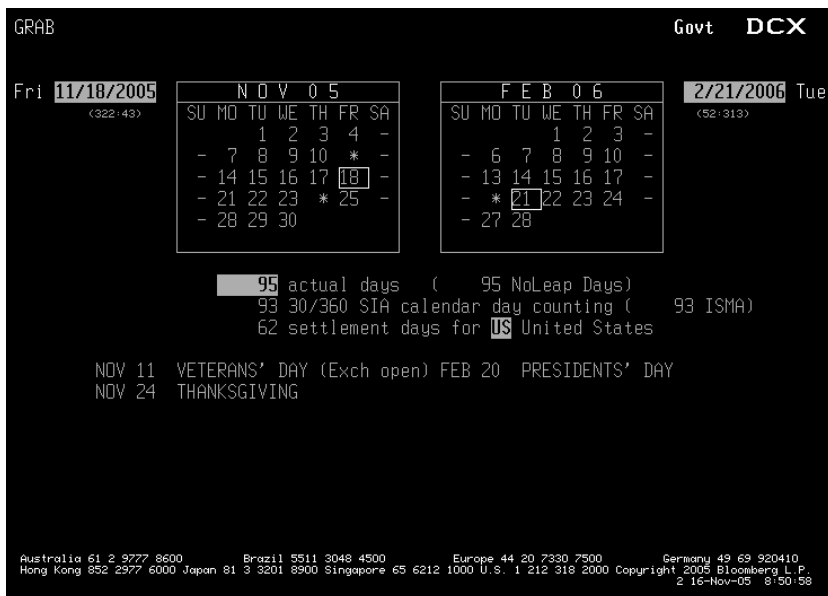 GRAB Govt DCX
Fri 11/18/2005 N O V 0 5 F E B 0 6 2/21/2006 Tue
(322:43) SU MO TU WE TH FR SA SU MO TU WE TH FR SA (52:313)
1 2 3 4 - 1 2 3 -
- 7 8 9 10 * - - 6 7 8 9 10 -
- 14 15 16 17 18 - - 13 14 15 16 17 -
- 21 22 23 * 25 - - * 21 22 23 24 -
- 28 29 30 - 27 28
95 actual days ( 95 NoLeap Days)
93 30/360 SIA calendar day counting ( 93 ISMA)
62 settlement days for US United States
NOV 11 VETERANS' DAY (Exch open) FEB 20 PRESIDENTS' DAY
NOV 24 THANKSGIVING
Australia 61 2 9777 8600 Brazil 5511 3048 4500 Europe 44 20 7330 7500 Germany 49 69 920410
Hong Kong 852 2977 6000 Japan 81 3 3201 8900 Singapore 65 6212 1000 U.S. 1 212 318 2000 Copyright 2005 Bloomberg L.P.
2 16-Nov-05 8:50:58